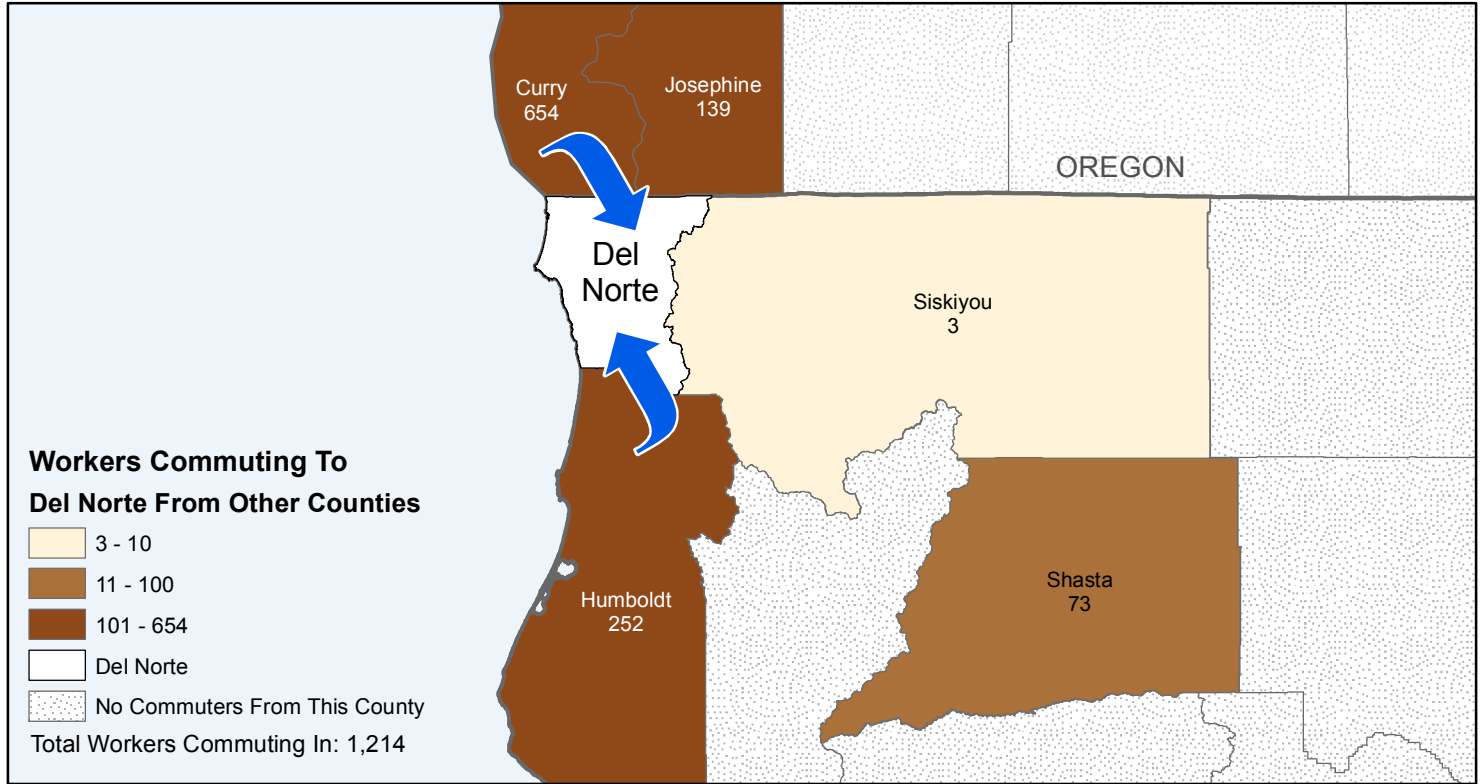 Curry
654
Josephine
139
OREGON
Del
Norte
Siskiyou
3
Humboldt
252
Shasta
73
Workers Commuting To
Del Norte From Other Counties
3 - 10
11 - 100
101 - 654
Del Norte
No Commuters From This County
Total Workers Commuting In: 1,214